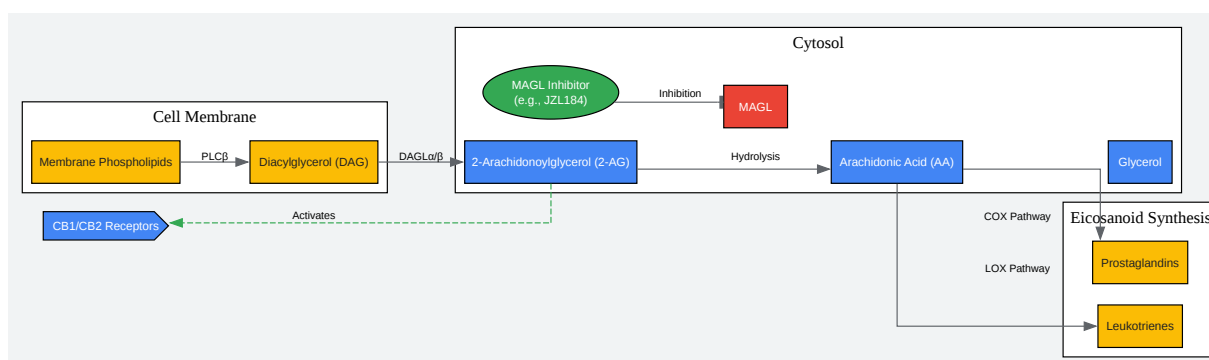 Cytosol
MAGL Inhibitor
(e.g., JZL184)
Inhibition
MAGL
Cell Membrane
Membrane Phospholipids
PLCβ
Diacylglycerol (DAG)
DAGLα/β
2-Arachidonoylglycerol (2-AG)
Hydrolysis
Arachidonic Acid (AA)
Glycerol
CB1/CB2 Receptors
Activates
COX Pathway
Eicosanoid Synthesis
LOX Pathway
Prostaglandins
Leukotrienes